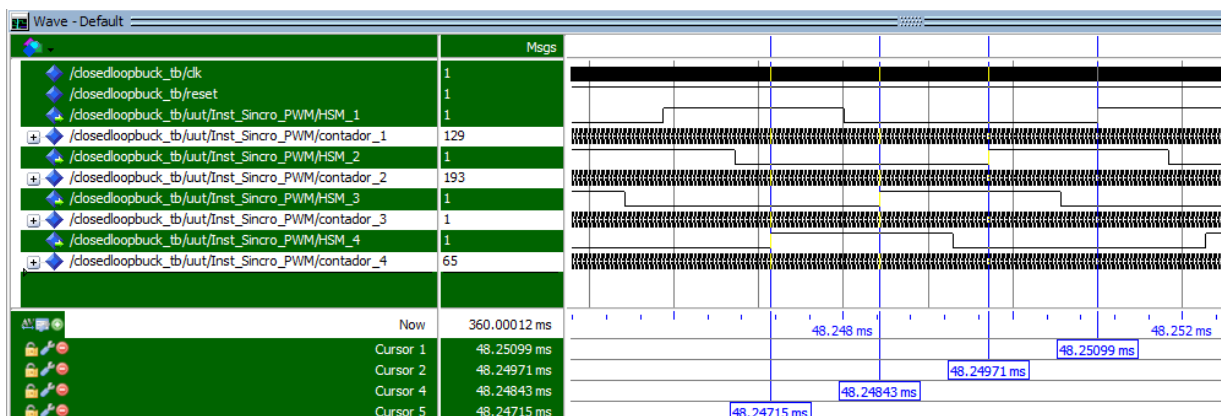 Wave - Default
Msgs
/closedloopbuck_tb/clk 1
/closedloopbuck_tb/reset 1
/closedloopbuck_tb/uut/Inst_Sincro_PWM/HSM_1 1
/closedloopbuck_tb/uut/Inst_Sincro_PWM/contador_1 129
/closedloopbuck_tb/uut/Inst_Sincro_PWM/HSM_2 1
/closedloopbuck_tb/uut/Inst_Sincro_PWM/contador_2 193
/closedloopbuck_tb/uut/Inst_Sincro_PWM/HSM_3 1
/closedloopbuck_tb/uut/Inst_Sincro_PWM/contador_3 1
/closedloopbuck_tb/uut/Inst_Sincro_PWM/HSM_4 1
/closedloopbuck_tb/uut/Inst_Sincro_PWM/contador_4 65
Now 360.00012 ms 48.248 ms 48.252 ms
Cursor 1 48.25099 ms 48.25099 ms
Cursor 2 48.24971 ms 48.24971 ms
Cursor 4 48.24843 ms 48.24843 ms
Cursor 5 48.24715 ms 48.24715 ms